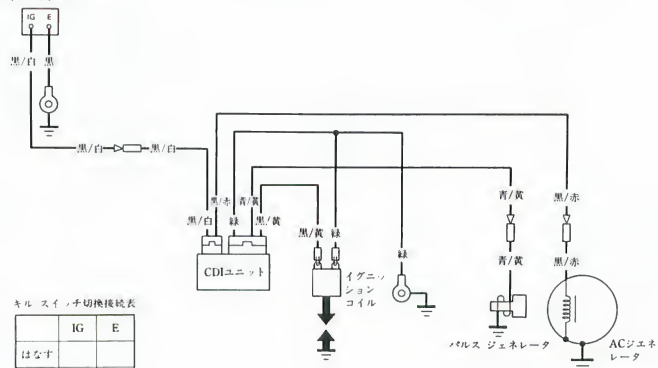 IG E
黒/白 黒
黒/白 黒/白
黒/白
黒/赤
緑
青/黄
黒/黄
CDIユニット
黒/黄 緑
イグニッ
ション
コイル
緑
青/黄
青/黄
パルス ジェネレータ
黒/赤
黒/赤
ACジェネ
レータ
キル スイッチ切換接続表
IG E
はなす